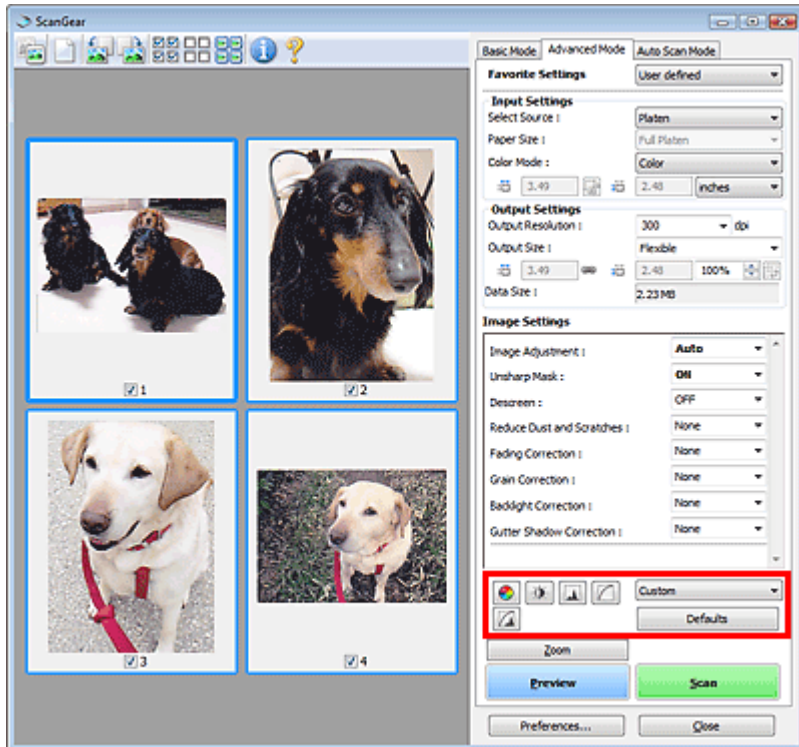 ScanGear
Basic Mode Advanced Mode Auto Scan Mode
Favorite Settings User defined
Input Settings
Select Source : Platen
Paper Size : Full Platen
Color Mode : Color
3.49 2.48 inches
Output Settings
Output Resolution : 300 dpi
Output Size : Flexible
3.49 2.48 100%
Data Size : 2.23 MB
Image Settings
Image Adjustment : Auto
Unsharp Mask : ON
Descreen : OFF
Reduce Dust and Scratches : None
Fading Correction : None
Grain Correction : None
Backlight Correction : None
Gutter Shadow Correction : None
Custom
Defaults
Zoom
Preview Scan
Preferences... Close
1 2
3 4